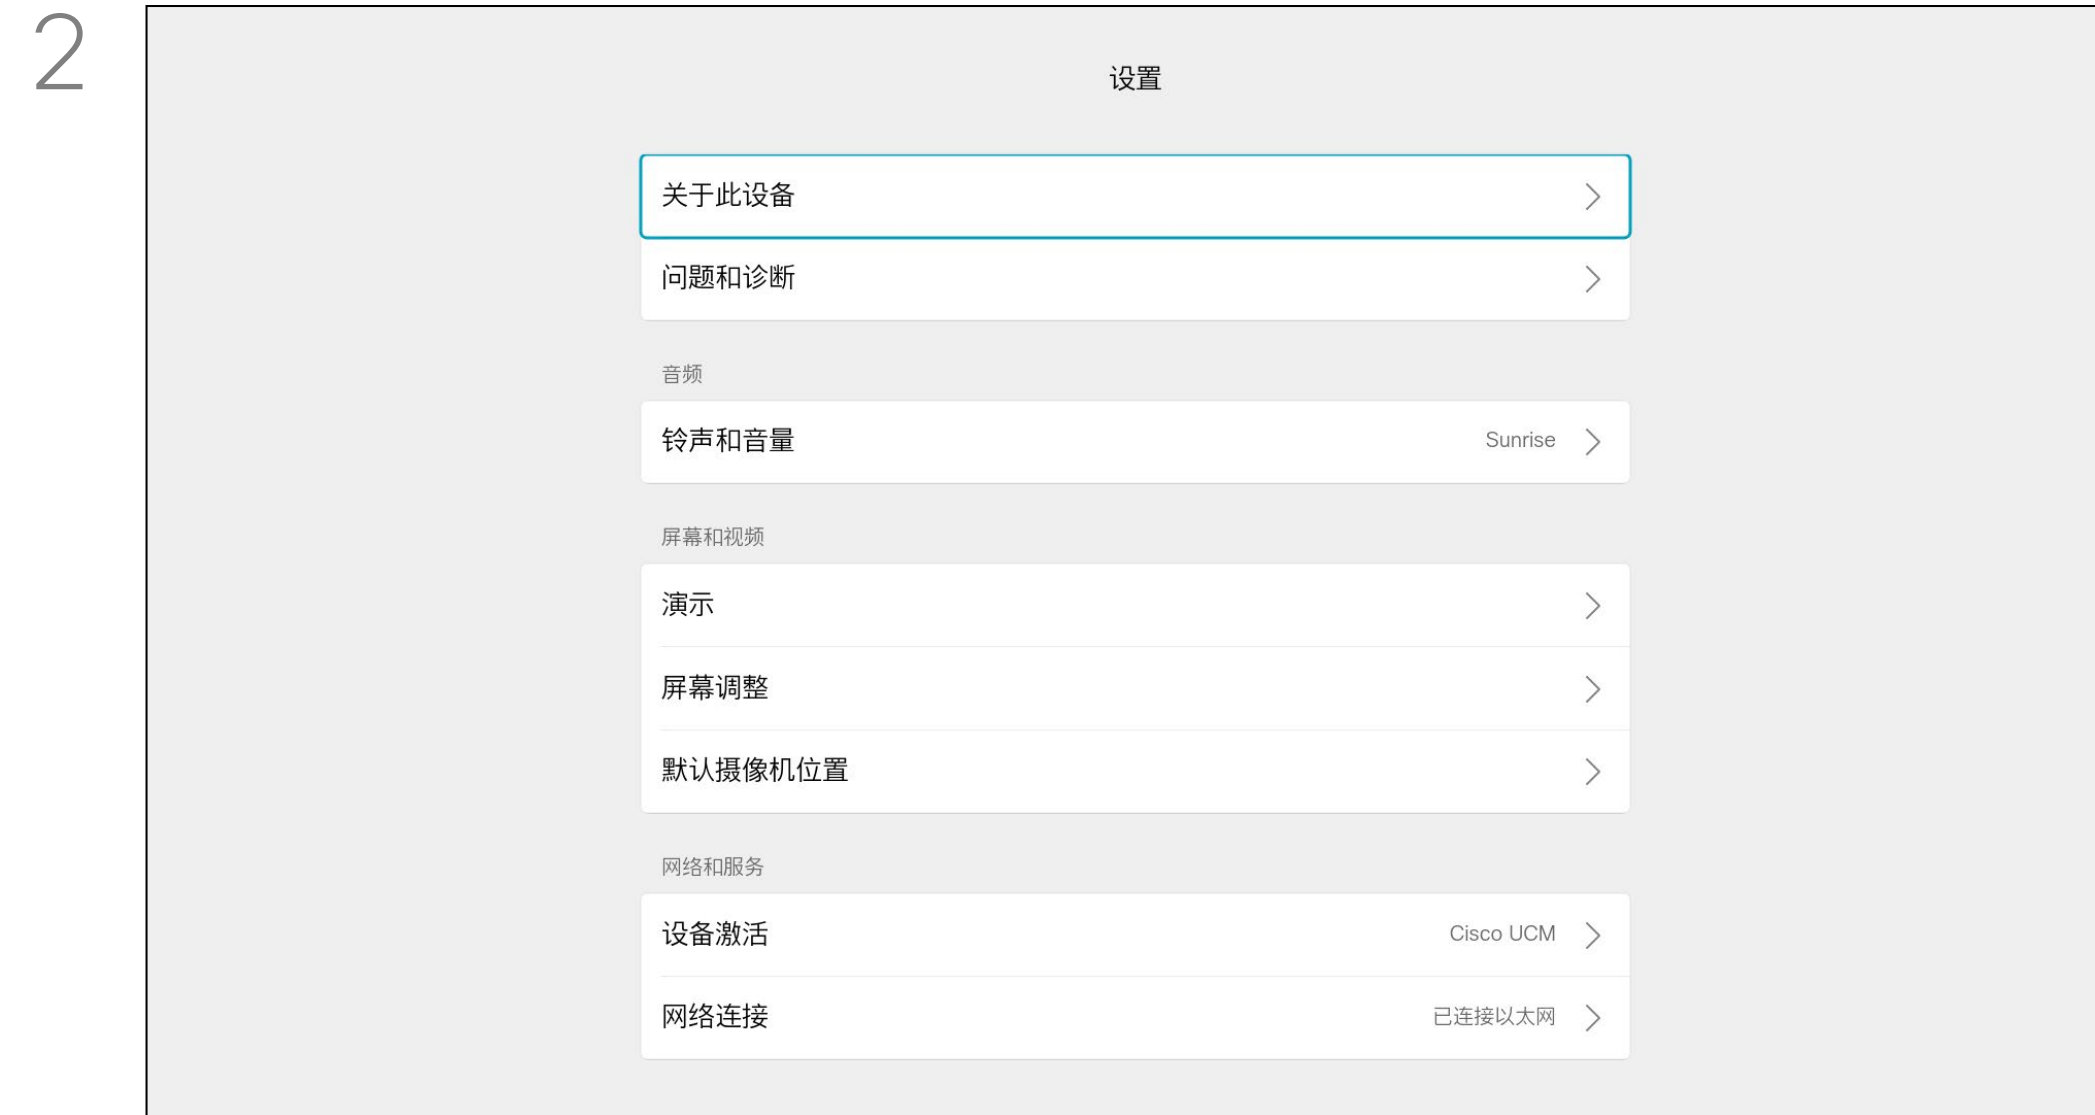 2
设置
关于此设备
问题和诊断
音频
铃声和音量 Sunrise
屏幕和视频
演示
屏幕调整
默认摄像机位置
网络和服务
设备激活 Cisco UCM
网络连接 已连接以太网